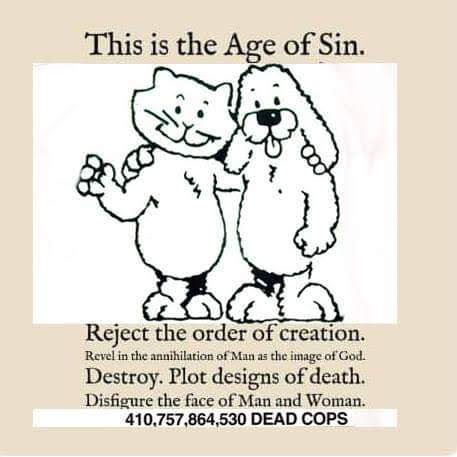 This is the Age of Sin.
Reject the order of creation.
Revel in the annihilation of Man as the image of God.
Destroy. Plot designs of death.
Disfigure the face of Man and Woman.
410,757,864,530 DEAD COPS